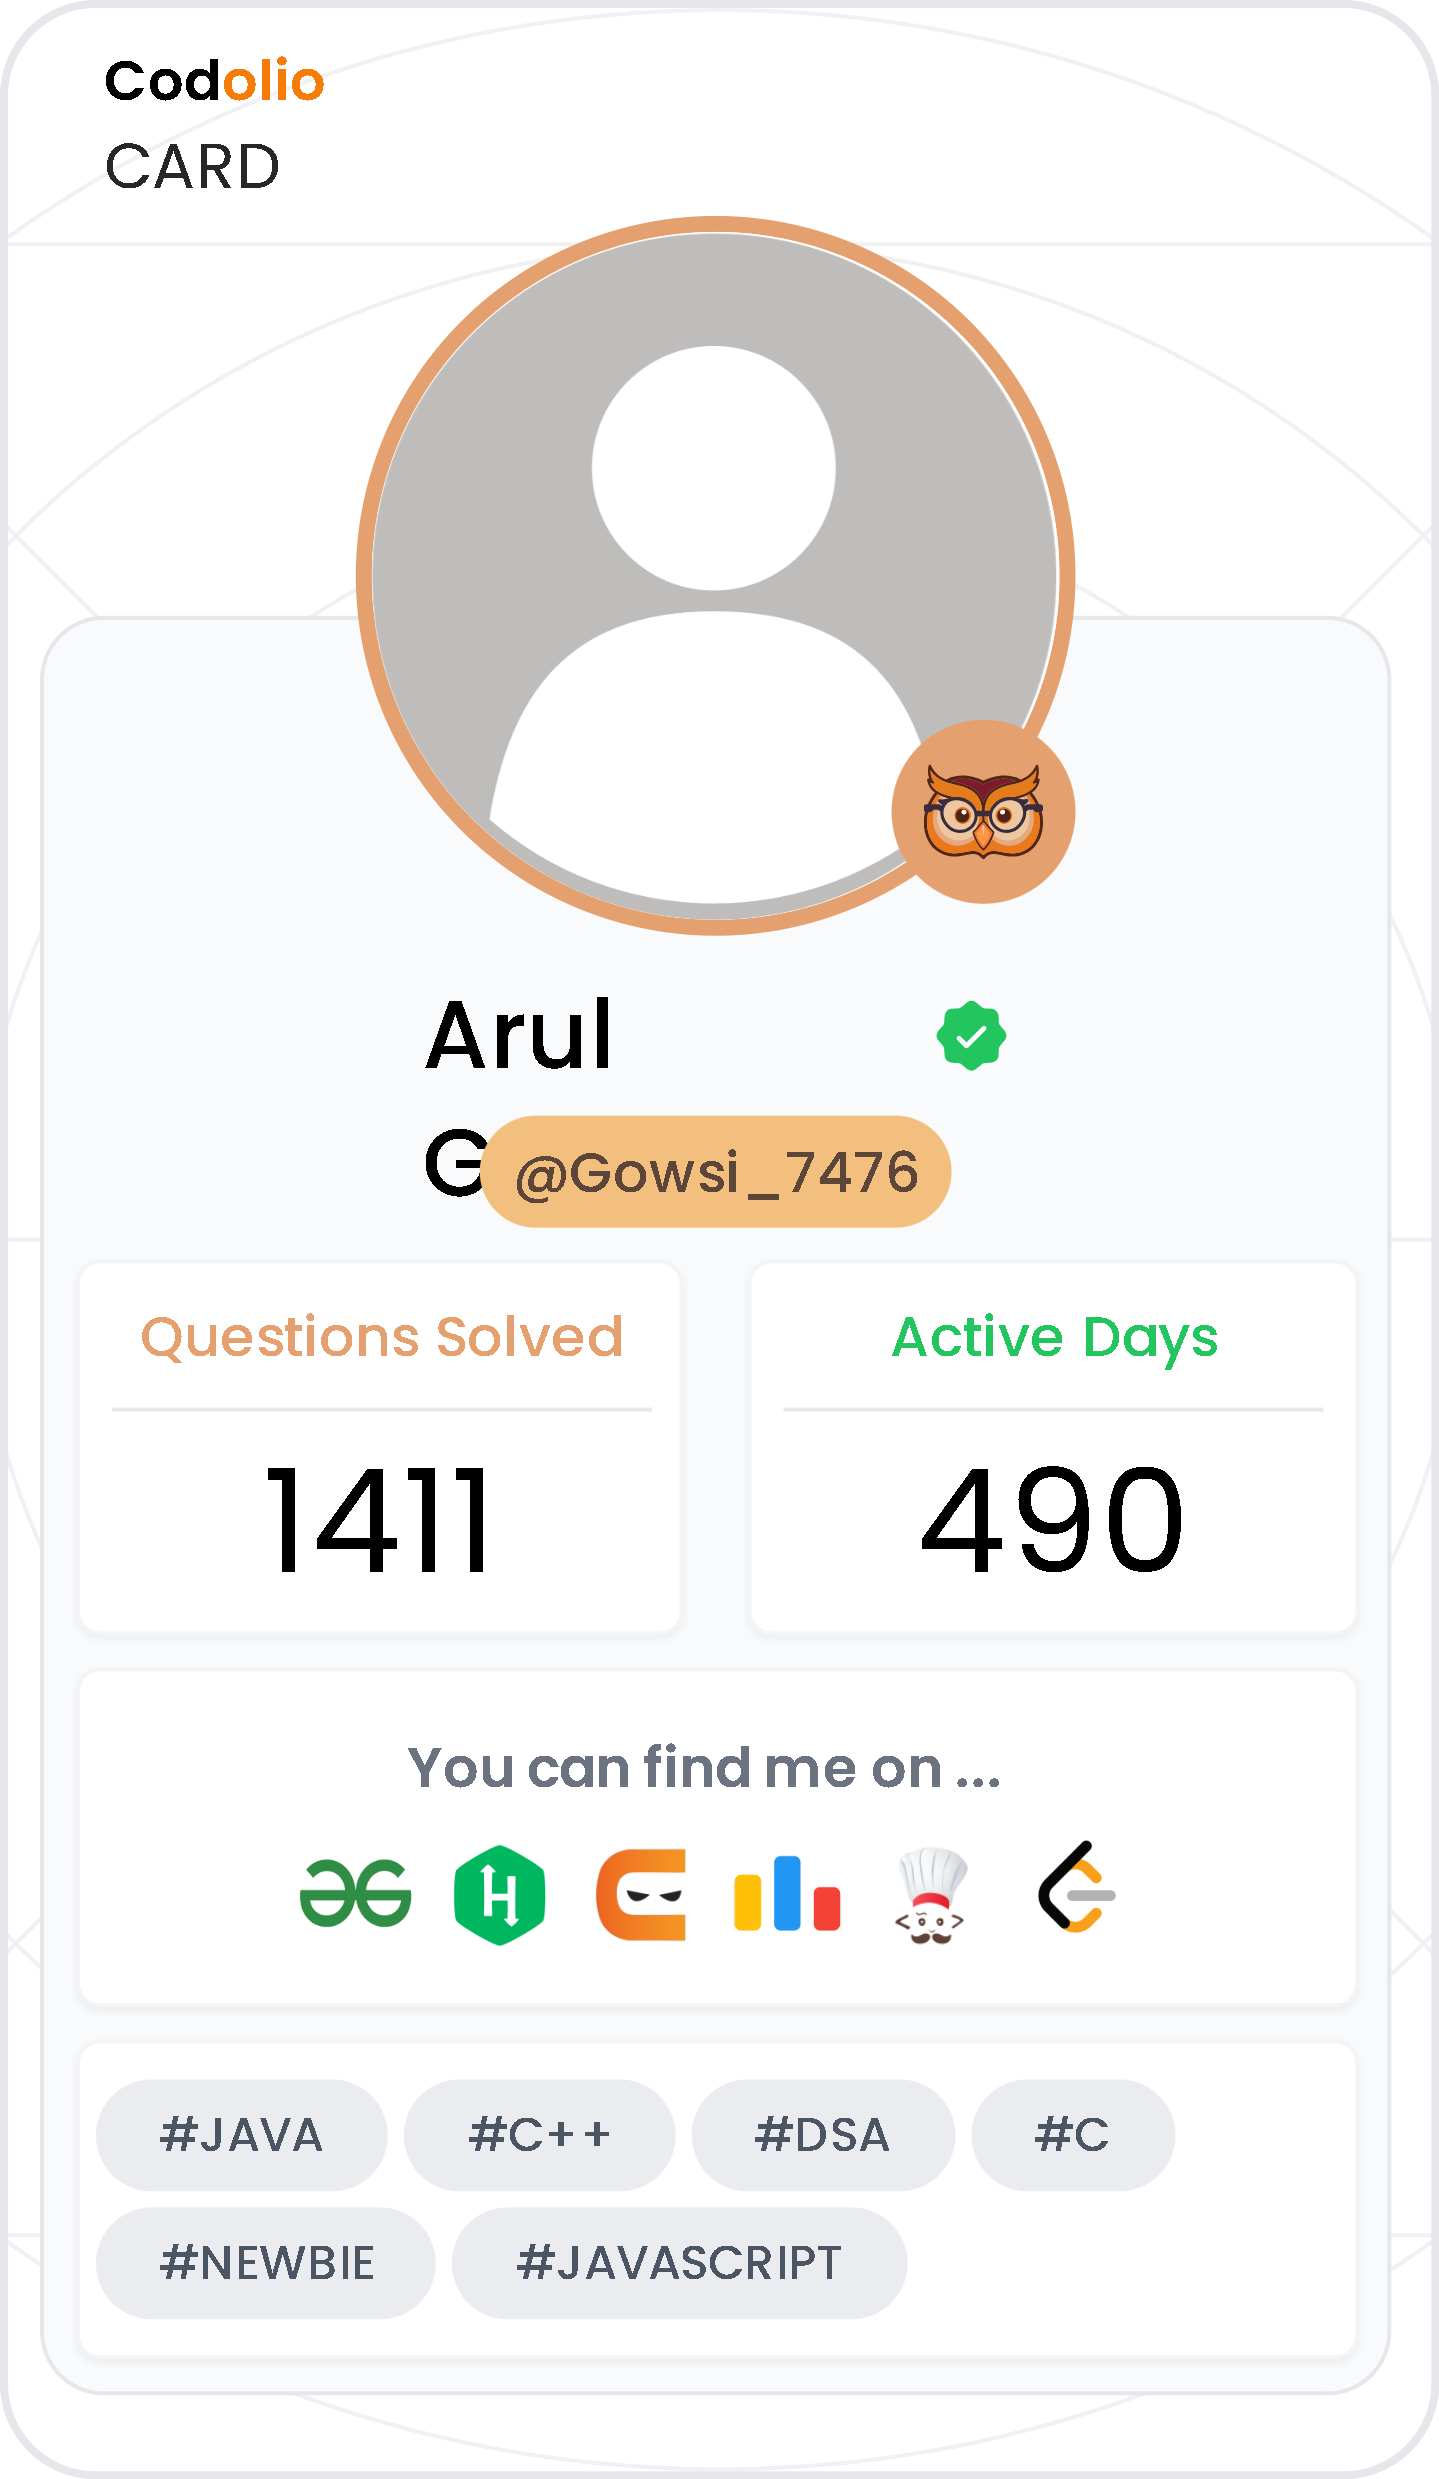 Codolio
CARD
Arul
G
@Gowsi_7476
Questions Solved
Active Days
1411
490
You can find me on ...
#JAVA
#C++
#DSA
#C
#NEWBIE
#JAVASCRIPT